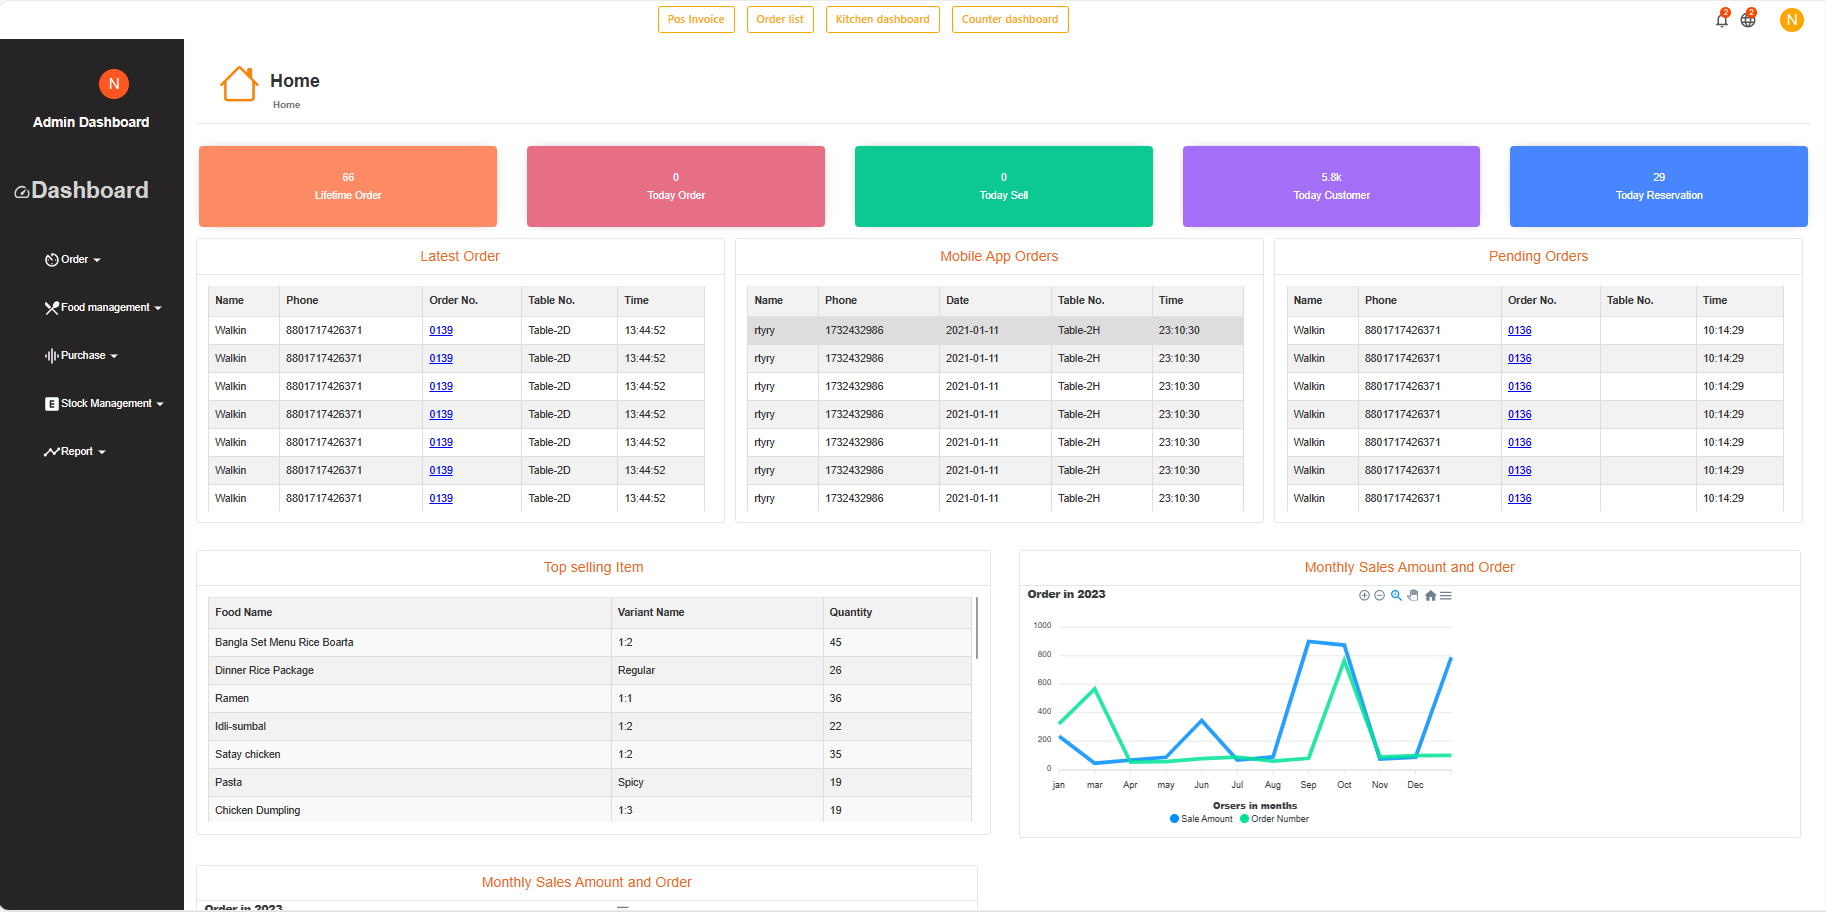 Pos Invoice Order list Kitchen dashboard Counter dashboard 2 2 N
N
Admin Dashboard
Dashboard
Order
Food management
Purchase
E Stock Management
Report
Home
Home
66
Lifetime Order
0
Today Order
0
Today Sell
5.8k
Today Customer
29
Today Reservation
Latest Order
Name Phone Order No. Table No. Time
Walkin 8801717426371 0139 Table-2D 13:44:52
Walkin 8801717426371 0139 Table-2D 13:44:52
Walkin 8801717426371 0139 Table-2D 13:44:52
Walkin 8801717426371 0139 Table-2D 13:44:52
Walkin 8801717426371 0139 Table-2D 13:44:52
Walkin 8801717426371 0139 Table-2D 13:44:52
Walkin 8801717426371 0139 Table-2D 13:44:52
Mobile App Orders
Name Phone Date Table No. Time
rtyry 1732432986 2021-01-11 Table-2H 23:10:30
rtyry 1732432986 2021-01-11 Table-2H 23:10:30
rtyry 1732432986 2021-01-11 Table-2H 23:10:30
rtyry 1732432986 2021-01-11 Table-2H 23:10:30
rtyry 1732432986 2021-01-11 Table-2H 23:10:30
rtyry 1732432986 2021-01-11 Table-2H 23:10:30
rtyry 1732432986 2021-01-11 Table-2H 23:10:30
Pending Orders
Name Phone Order No. Table No. Time
Walkin 8801717426371 0136 10:14:29
Walkin 8801717426371 0136 10:14:29
Walkin 8801717426371 0136 10:14:29
Walkin 8801717426371 0136 10:14:29
Walkin 8801717426371 0136 10:14:29
Walkin 8801717426371 0136 10:14:29
Walkin 8801717426371 0136 10:14:29
Top selling Item
Food Name Variant Name Quantity
Bangla Set Menu Rice Boarta 1:2 45
Dinner Rice Package Regular 26
Ramen 1:1 36
Idli-sumbal 1:2 22
Satay chicken 1:2 35
Pasta Spicy 19
Chicken Dumpling 1:3 19
Monthly Sales Amount and Order
Order in 2023
1000
800
600
400
200
0
jan mar Apr may Jun Jul Aug Sep Oct Nov Dec
Orsers in months
Sale Amount Order Number
Monthly Sales Amount and Order
Order in 2023